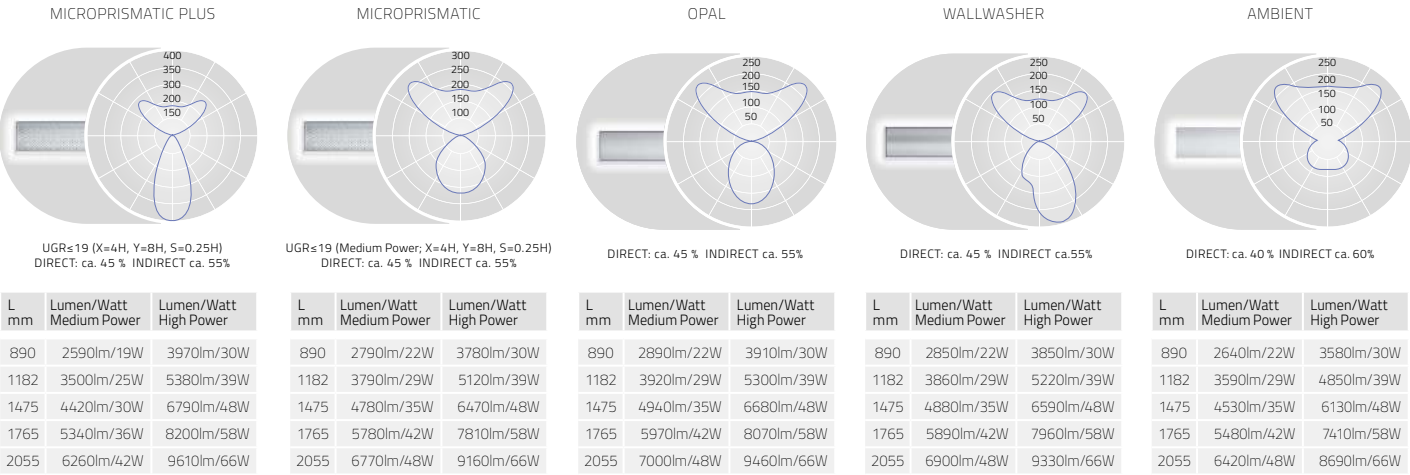 MICROPRISMATIC PLUS
400
350
300
200
150
UGR≤19 (X=4H, Y=8H, S=0.25H)
DIRECT: ca. 45 % INDIRECT ca. 55%
L mm Lumen/Watt Medium Power Lumen/Watt High Power
890 2590lm/19W 3970lm/30W
1182 3500lm/25W 5380lm/39W
1475 4420lm/30W 6790lm/48W
1765 5340lm/36W 8200lm/58W
2055 6260lm/42W 9610lm/66W
MICROPRISMATIC
300
250
200
150
100
UGR≤19 (Medium Power; X=4H, Y=8H, S=0.25H)
DIRECT: ca. 45 % INDIRECT ca. 55%
L mm Lumen/Watt Medium Power Lumen/Watt High Power
890 2790lm/22W 3780lm/30W
1182 3790lm/29W 5120lm/39W
1475 4780lm/35W 6470lm/48W
1765 5780lm/42W 7810lm/58W
2055 6770lm/48W 9160lm/66W
OPAL
250
200
150
100
50
DIRECT: ca. 45 % INDIRECT ca. 55%
L mm Lumen/Watt Medium Power Lumen/Watt High Power
890 2890lm/22W 3910lm/30W
1182 3920lm/29W 5300lm/39W
1475 4940lm/35W 6680lm/48W
1765 5970lm/42W 8070lm/58W
2055 7000lm/48W 9460lm/66W
WALLWASHER
250
200
150
100
50
DIRECT: ca. 45 % INDIRECT ca.55%
L mm Lumen/Watt Medium Power Lumen/Watt High Power
890 2850lm/22W 3850lm/30W
1182 3860lm/29W 5220lm/39W
1475 4880lm/35W 6590lm/48W
1765 5890lm/42W 7960lm/58W
2055 6900lm/48W 9330lm/66W
AMBIENT
250
200
150
100
50
DIRECT: ca. 40 % INDIRECT ca. 60%
L mm Lumen/Watt Medium Power Lumen/Watt High Power
890 2640lm/22W 3580lm/30W
1182 3590lm/29W 4850lm/39W
1475 4530lm/35W 6130lm/48W
1765 5480lm/42W 7410lm/58W
2055 6420lm/48W 8690lm/66W